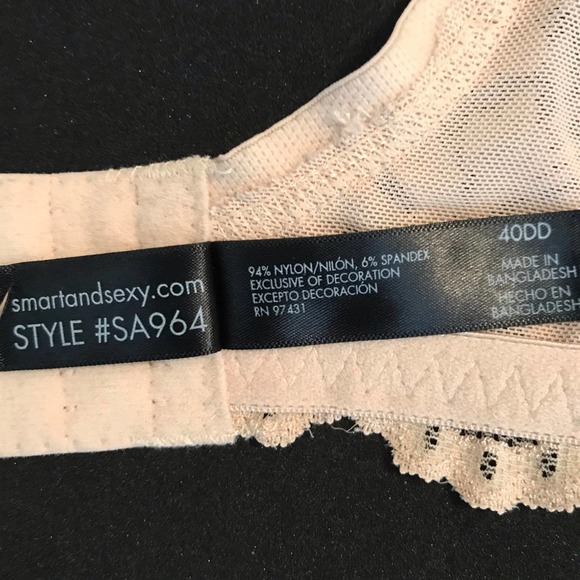 smartandsexy.com
STYLE #SA964
94% NYLON/NILÓN, 6% SPANDEX
EXCLUSIVE OF DECORATION
EXCEPTO DECORACIÓN
RN 97431
40DD
MADE IN
BANGLADESH
HECHO EN
BANGLADESH